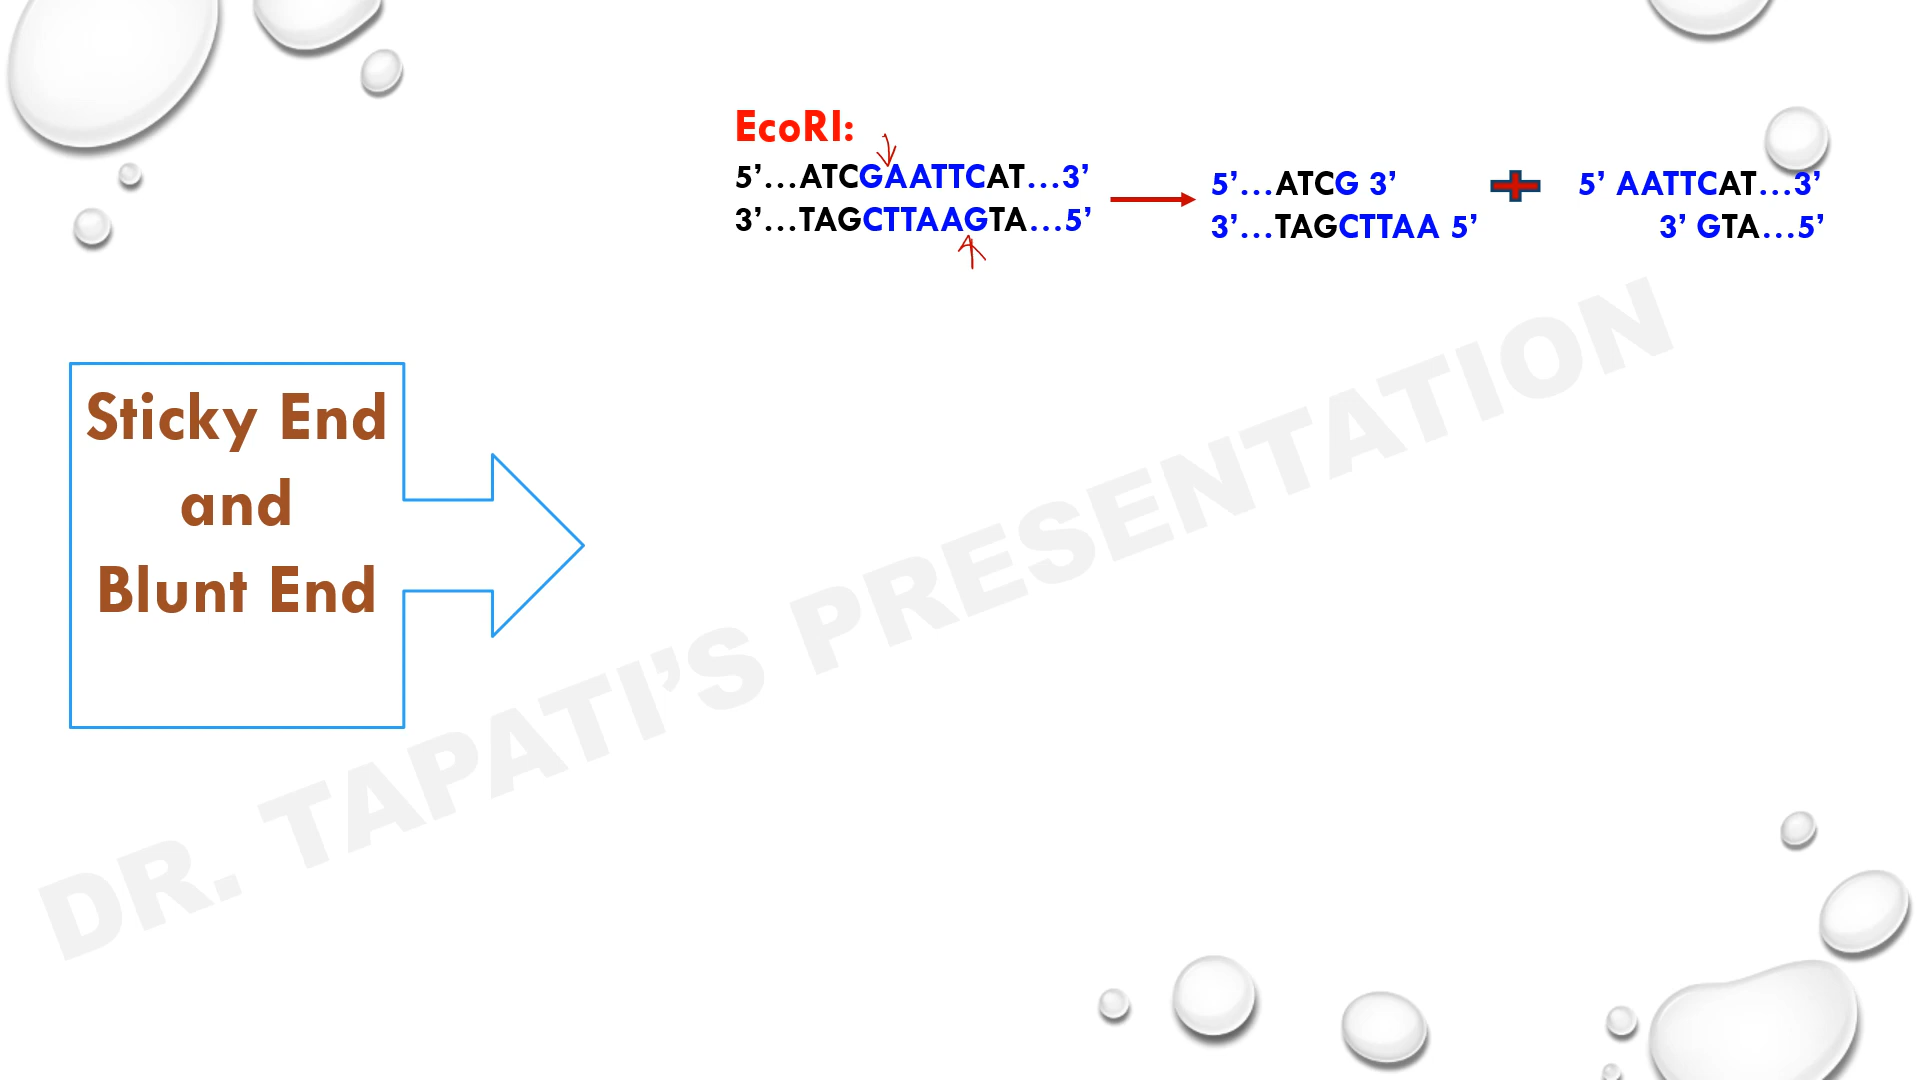 EcoRI:
5’...ATCGAATTCAT...3’
3’...TAGCTTAAGTA...5’
5’...ATCG 3’
3’...TAGCTTAA 5’
5’ AATTCAT...3’
3’ GTA...5’
Sticky End
and
Blunt End
DR. TAPATI’S PRESENTATION